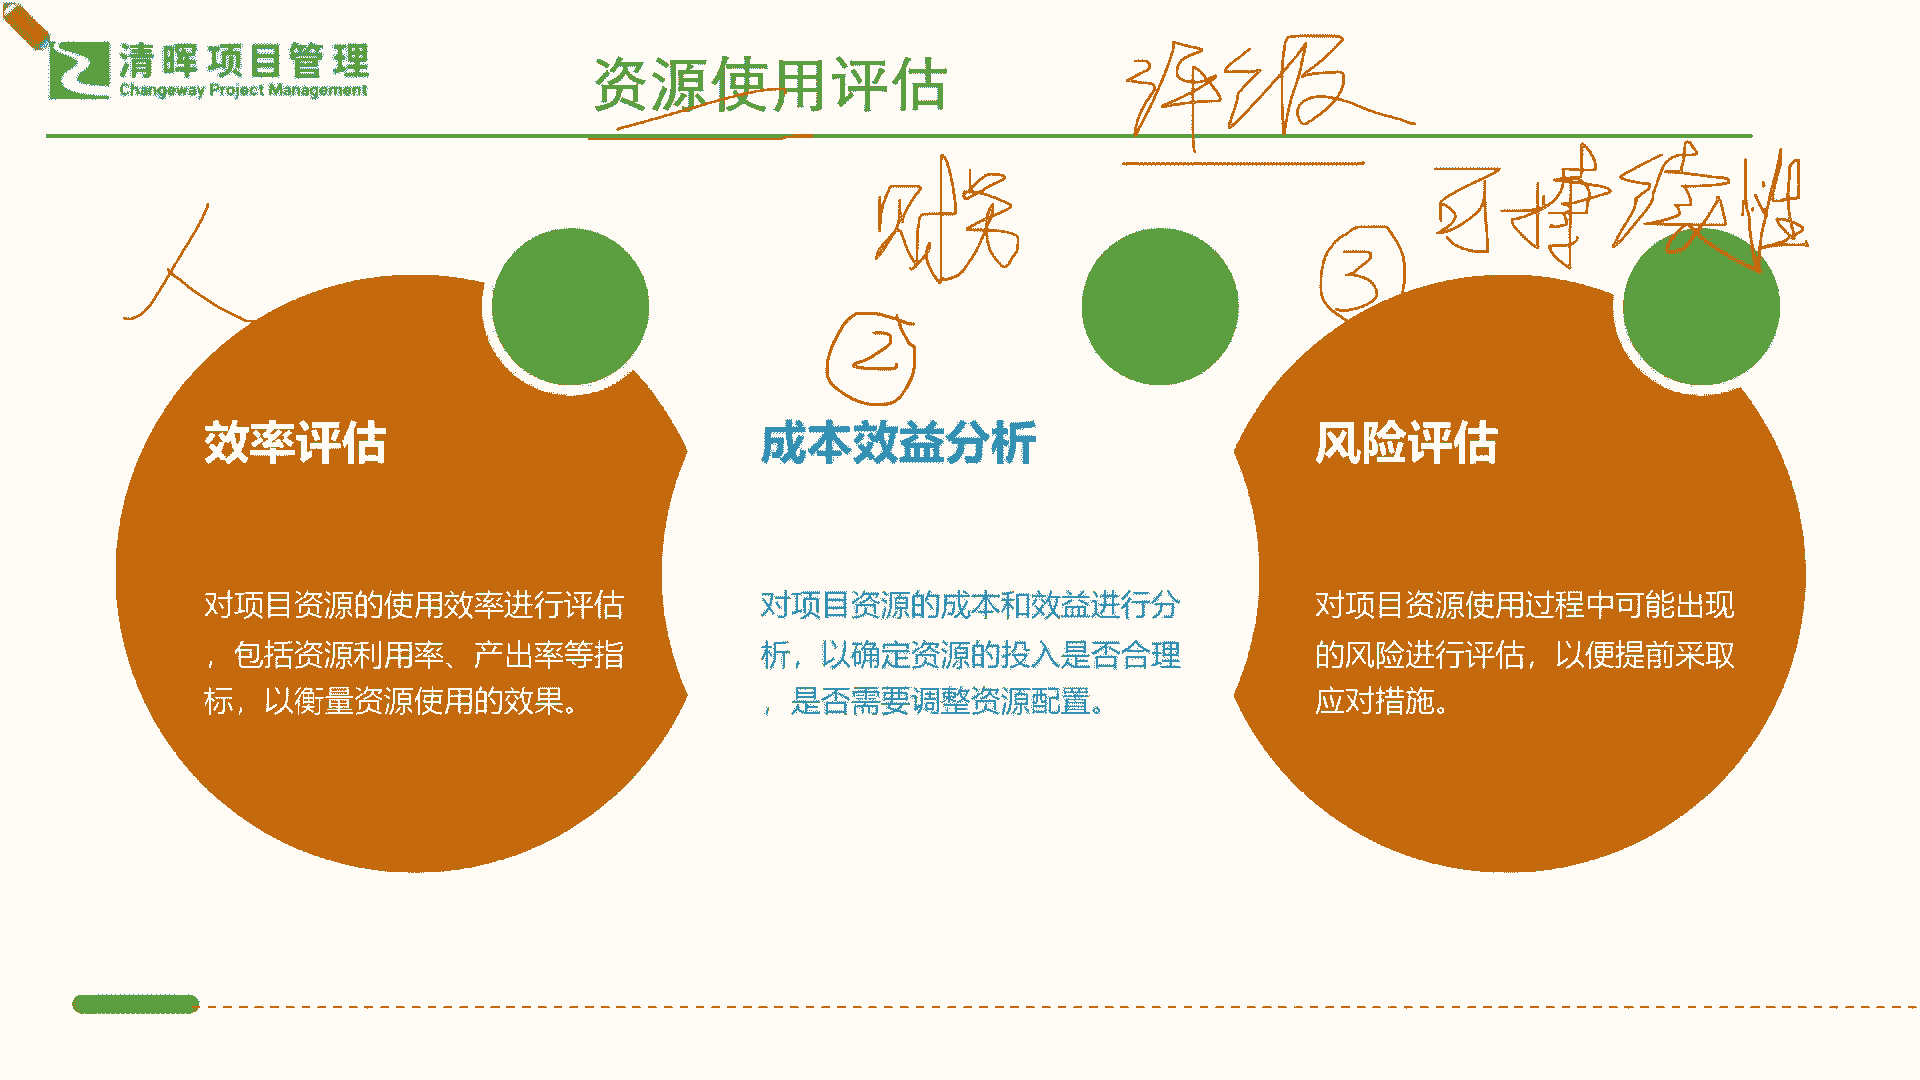 清晖项目管理
Changeway Project Management
资源使用评估
评级
人
财务
可持续性
②
③
效率评估
对项目资源的使用效率进行评估
，包括资源利用率、产出率等指
标，以衡量资源使用的效果。
成本效益分析
对项目资源的成本和效益进行分
析，以确定资源的投入是否合理
，是否需要调整资源配置。
风险评估
对项目资源使用过程中可能出现
的风险进行评估，以便提前采取
应对措施。